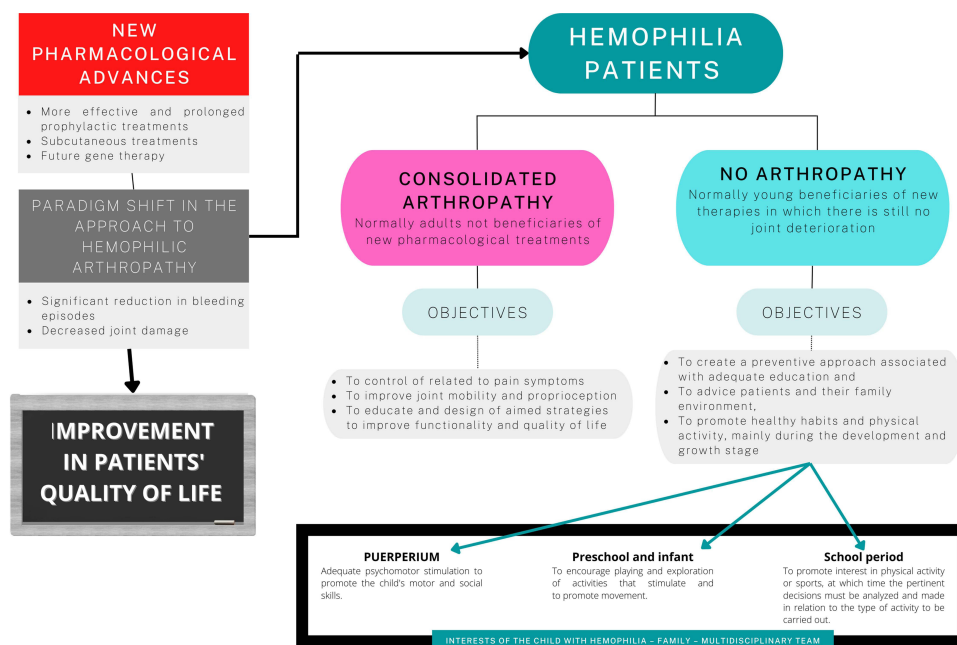 NEW
PHARMACOLOGICAL
ADVANCES
• More effective and prolonged
prophylactic treatments
• Subcutaneous treatments
• Future gene therapy
PARADIGM SHIFT IN THE
APPROACH TO
HEMOPHILIC
ARTHROPATHY
• Significant reduction in bleeding
episodes
• Decreased joint damage
IMPROVEMENT
IN PATIENTS'
QUALITY OF LIFE
HEMOPHILIA
PATIENTS
CONSOLIDATED
ARTHROPATHY
Normally adults not beneficiaries of
new pharmacological treatments
OBJECTIVES
• To control of related to pain symptoms
• To improve joint mobility and proprioception
• To educate and design of aimed strategies
to improve functionality and quality of life
NO ARTHROPATHY
Normally young beneficiaries of new
therapies in which there is still no
joint deterioration
OBJECTIVES
• To create a preventive approach associated
with adequate education and
• To advice patients and their family
environment,
• To promote healthy habits and physical
activity, mainly during the development and
growth stage
PUERPERIUM
Adequate psychomotor stimulation to
promote the child's motor and social
skills.
Preschool and infant
To encourage playing and exploration
of activities that stimulate and
to promote movement.
School period
To promote interest in physical activity
or sports, at which time the pertinent
decisions must be analyzed and made
in relation to the type of activity to be
carried out.
INTERESTS OF THE CHILD WITH HEMOPHILIA – FAMILY – MULTIDISCIPLINARY TEAM